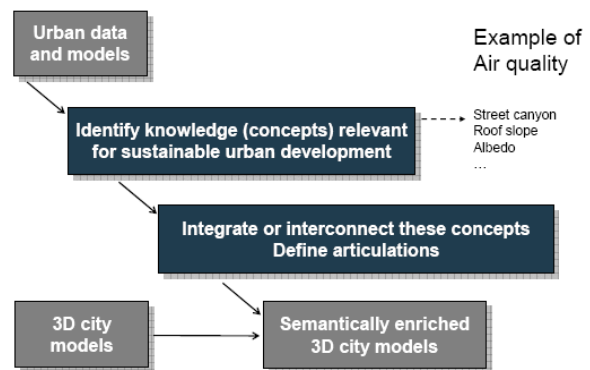 Urban data
and models
Example of
Air quality
Identify knowledge (concepts) relevant
for sustainable urban development
Street canyon
Roof slope
Albedo
...
Integrate or interconnect these concepts
Define articulations
3D city
models
Semantically enriched
3D city models